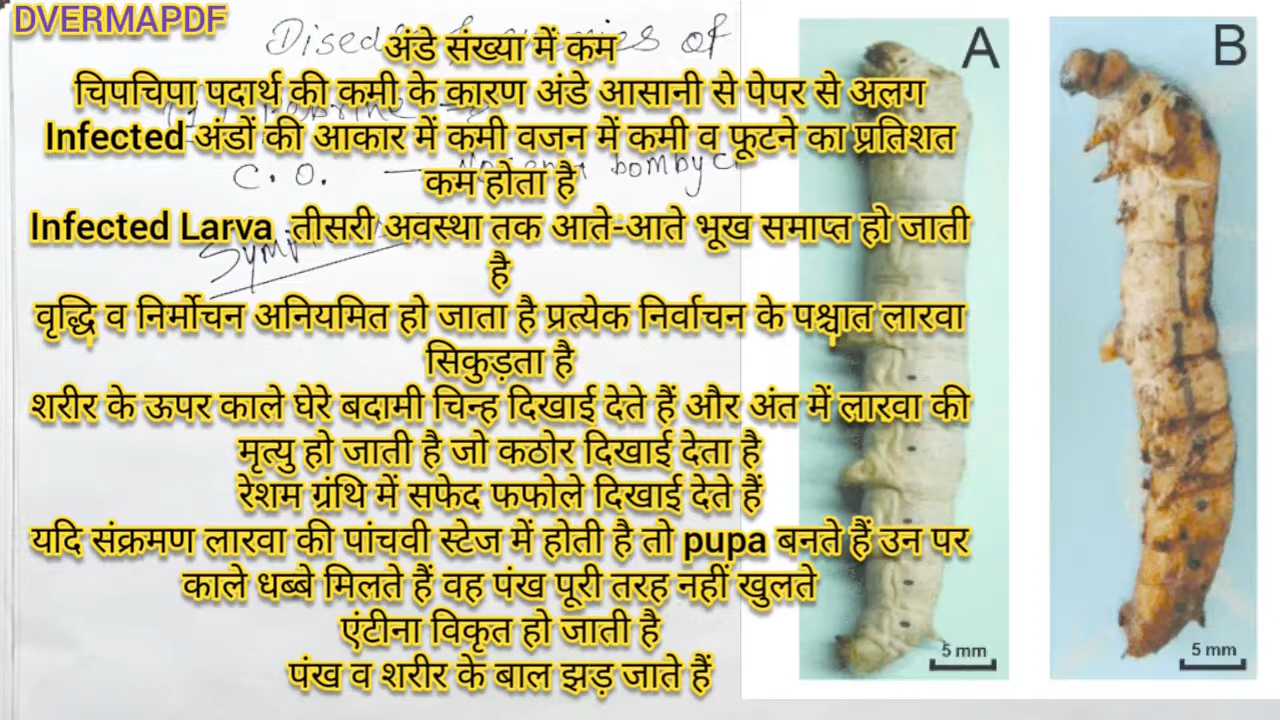 DVERMAPDF
Diseases of
अंडे संख्या में कम
चिपचिपा पदार्थ की कमी के कारण अंडे आसानी से पेपर से अलग
Infected अंडों की आकार में कमी वजन में कमी व फूटने का प्रतिशत
कम होता है
C. O. — bomby
Infected Larva तीसरी अवस्था तक आते-आते भूख समाप्त हो जाती
है
वृद्धि व निर्मोचन अनियमित हो जाता है प्रत्येक निर्वाचन के पश्चात लारवा
सिकुड़ता है
शरीर के ऊपर काले घेरे बदामी चिन्ह दिखाई देते हैं और अंत में लारवा की
मृत्यु हो जाती है जो कठोर दिखाई देता है
रेशम ग्रंथि में सफेद फफोले दिखाई देते हैं
यदि संक्रमण लारवा की पांचवी स्टेज में होती है तो pupa बनते हैं उन पर
काले धब्बे मिलते हैं वह पंख पूरी तरह नहीं खुलते
एंटीना विकृत हो जाती है
पंख व शरीर के बाल झड़ जाते हैं
A
5 mm
B
5 mm